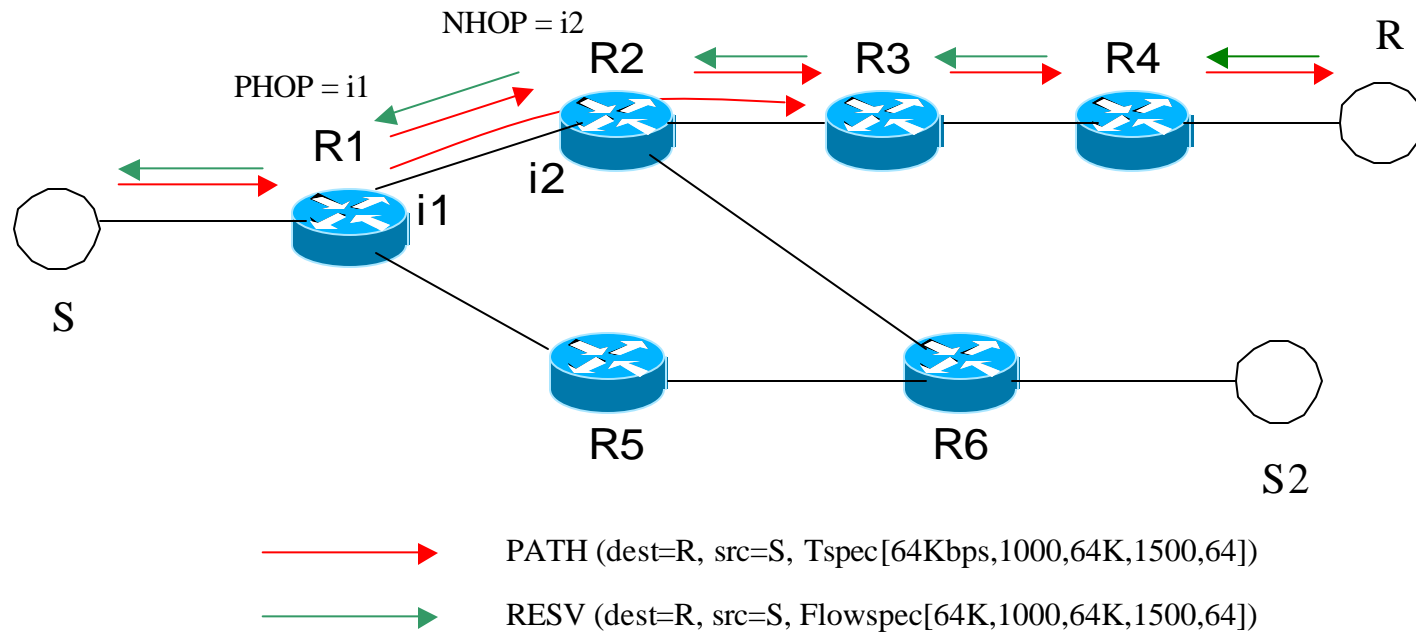 NHOP = i2
R
R2
R3
R4
PHOP = i1
R1
i2
i1
S
R5
R6
S2
PATH (dest=R, src=S, Tspec[64Kbps,1000,64K,1500,64])
RESV (dest=R, src=S, Flowspec[64K,1000,64K,1500,64])